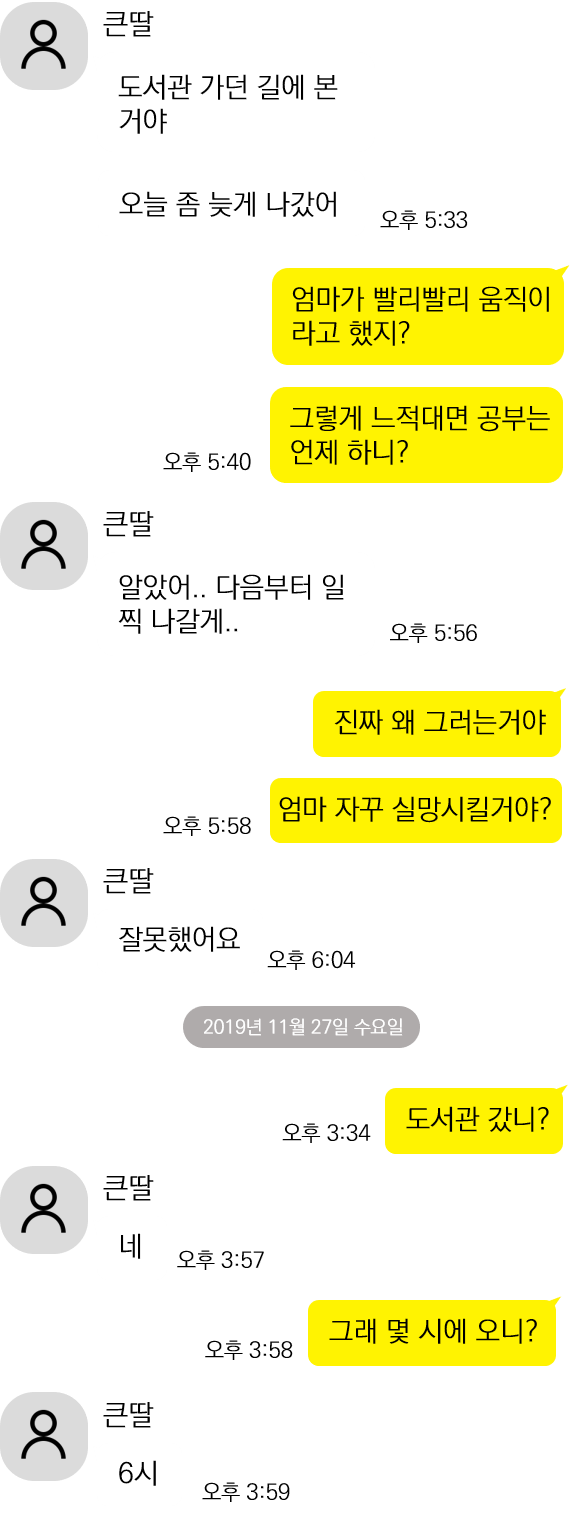 큰딸
도서관 가던 길에 본
거야
오늘 좀 늦게 나갔어
오후 5:33
엄마가 빨리빨리 움직이
라고 했지?
그렇게 느적대면 공부는
언제 하니?
오후 5:40
큰딸
알았어.. 다음부터 일
찍 나갈게..
오후 5:56
진짜 왜 그러는거야
엄마 자꾸 실망시킬거야?
오후 5:58
큰딸
잘못했어요
오후 6:04
2019년 11월 27일 수요일
도서관 갔니?
오후 3:34
큰딸
네
오후 3:57
그래 몇 시에 오니?
오후 3:58
큰딸
6시
오후 3:59